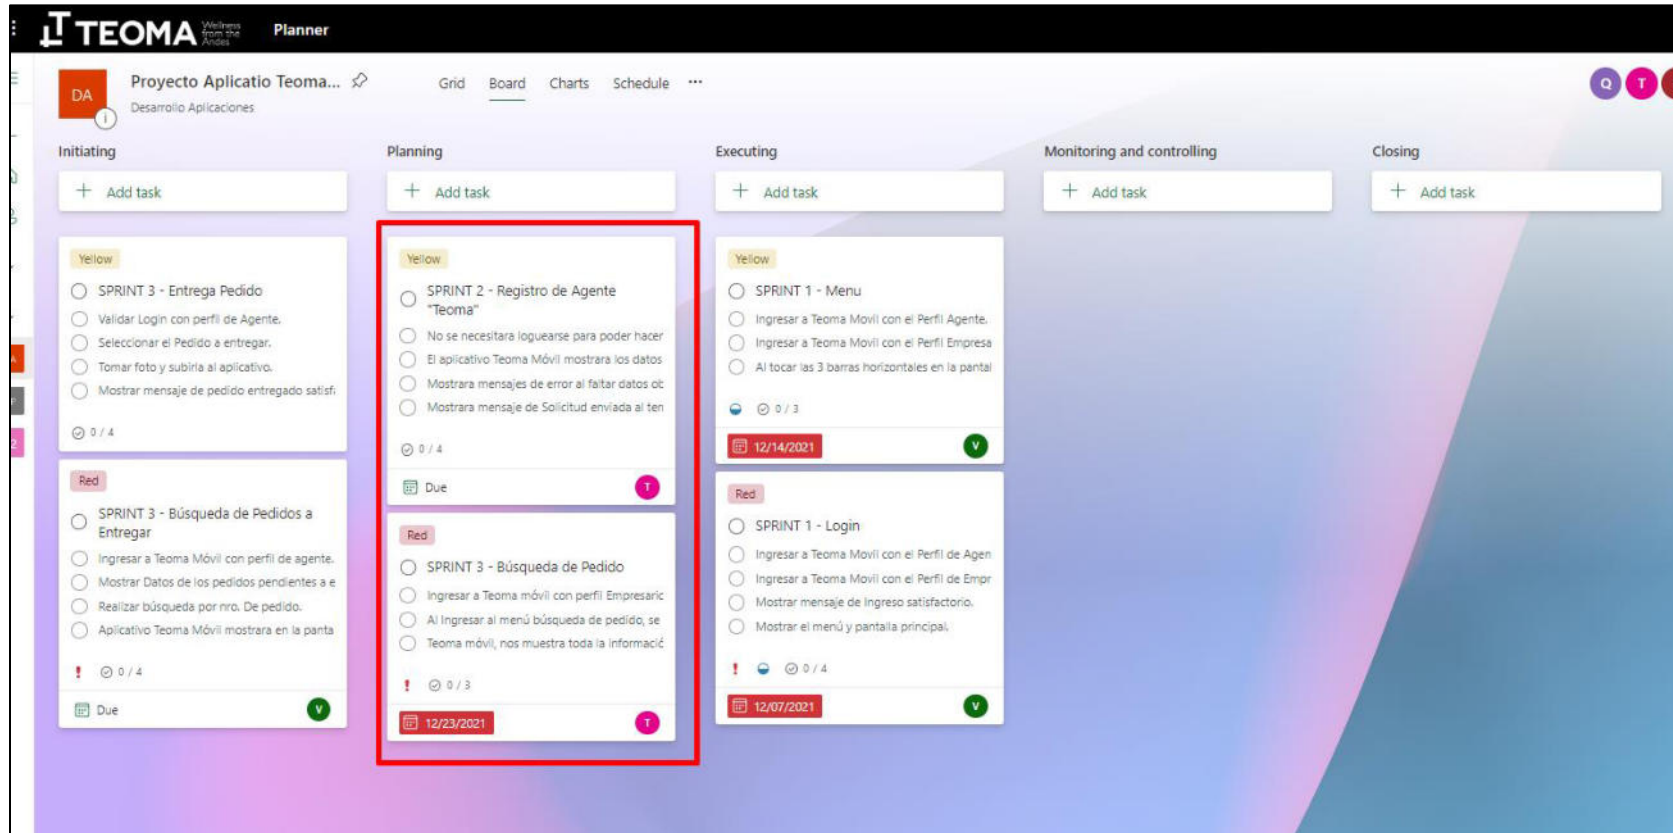 TEOMA Wellness from the Andes
Planner
DA
Proyecto Aplicatio Teoma...
Desarrollo Aplicaciones
Grid Board Charts Schedule ...
Q T
Initiating
+ Add task
Yellow
SPRINT 3 - Entrega Pedido
Validar Login con perfil de Agente.
Seleccionar el Pedido a entregar.
Tomar foto y subirla al aplicativo.
Mostrar mensaje de pedido entregado satisf
0 / 4
Red
SPRINT 3 - Búsqueda de Pedidos a
Entregar
Ingresar a Teoma Móvil con perfil de agente.
Mostrar Datos de los pedidos pendientes a e
Realizar búsqueda por nro. De pedido.
Aplicativo Teoma Móvil mostrara en la panta
! 0 / 4
Due V
Planning
+ Add task
Yellow
SPRINT 2 - Registro de Agente
"Teoma"
No se necesitara loguearse para poder hacer
El aplicativo Teoma Móvil mostrara los datos
Mostrara mensajes de error al faltar datos ob
Mostrara mensaje de Solicitud enviada al ten
0 / 4
Due T
Red
SPRINT 3 - Búsqueda de Pedido
Ingresar a Teoma móvil con perfil Empresaric
Al Ingresar al menú búsqueda de pedido, se
Teoma móvil, nos muestra toda la informació
! 0 / 3
12/23/2021 T
Executing
+ Add task
Yellow
SPRINT 1 - Menu
Ingresar a Teoma Movil con el Perfil Agente.
Ingresar a Teoma Movil con el Perfil Empresa
Al tocar las 3 barras horizontales en la pantal
0 / 3
12/14/2021 V
Red
SPRINT 1 - Login
Ingresar a Teoma Movil con el Perfil de Agen
Ingresar a Teoma Movil con el Perfil de Empr
Mostrar mensaje de Ingreso satisfactorio.
Mostrar el menú y pantalla principal.
! 0 / 4
12/07/2021 V
Monitoring and controlling
+ Add task
Closing
+ Add task